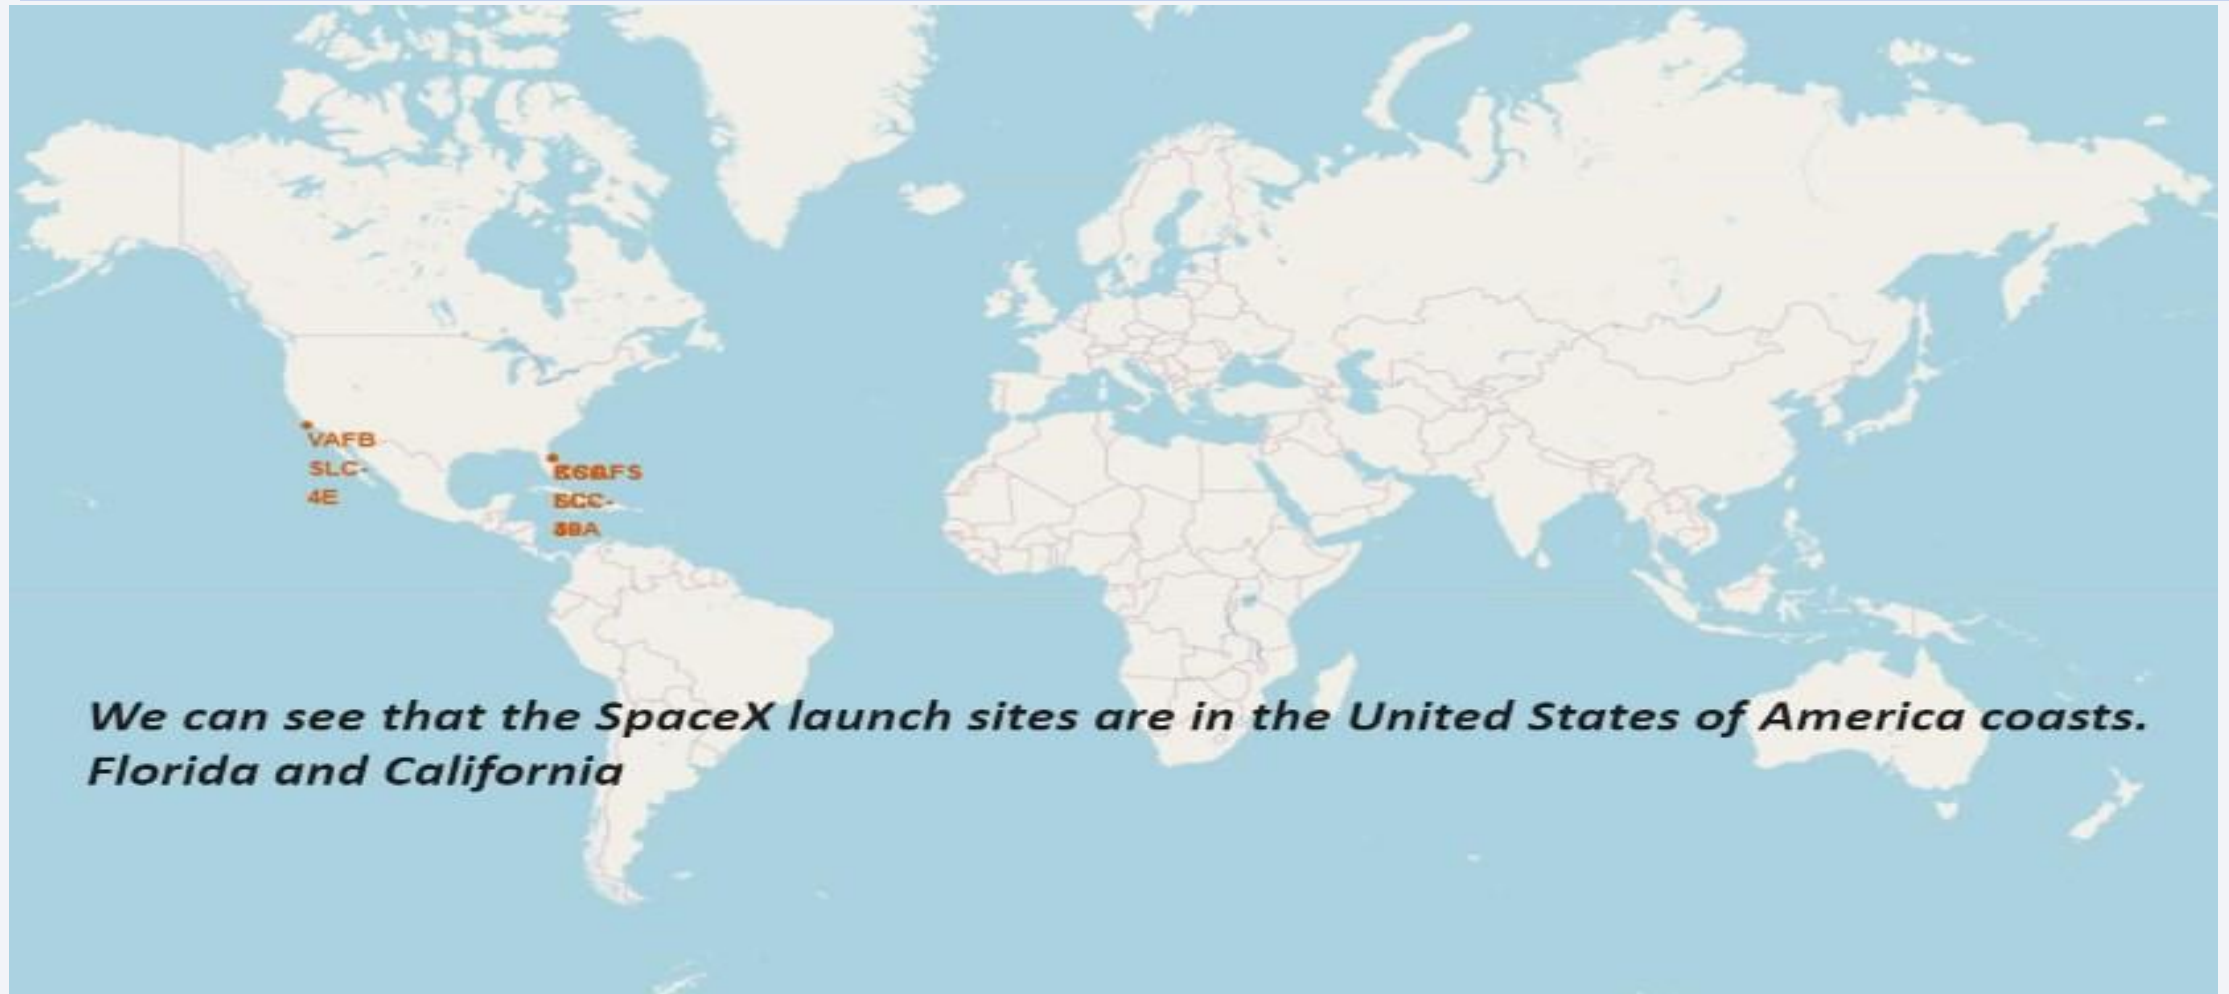 VAFB
SLC-
4E
We can see that the SpaceX launch sites are in the United States of America coasts.
Florida and California